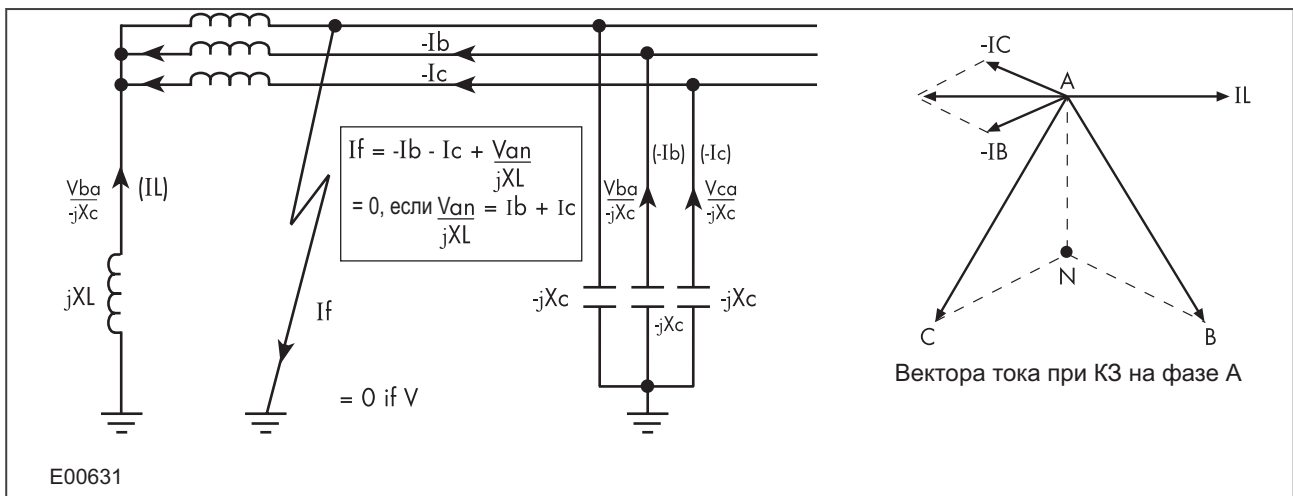 -Ib
-Ic
If = -Ib - Ic + Van
jXL
= 0, если Van = Ib + Ic
jXL
Vba
-jXc
(IL)
jXL
If
= 0 if V
(-Ib)
(-Ic)
Vba
-jXc
Vca
-jXc
-jXc
-jXc
-jXc
-IC
A
IL
-IB
N
C
B
Вектора тока при КЗ на фазе А
E00631